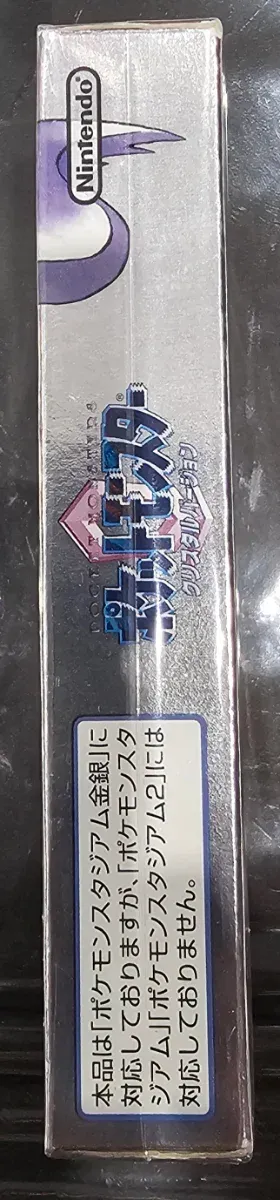 Nintendo
POCKET MONSTERS
ポケットモンスター®
クリスタルバージョン
本品は「ポケモンスタジアム金銀」に
対応しておりますが、「ポケモンスタ
ジアム」「ポケモンスタジアム2」には
対応しておりません。